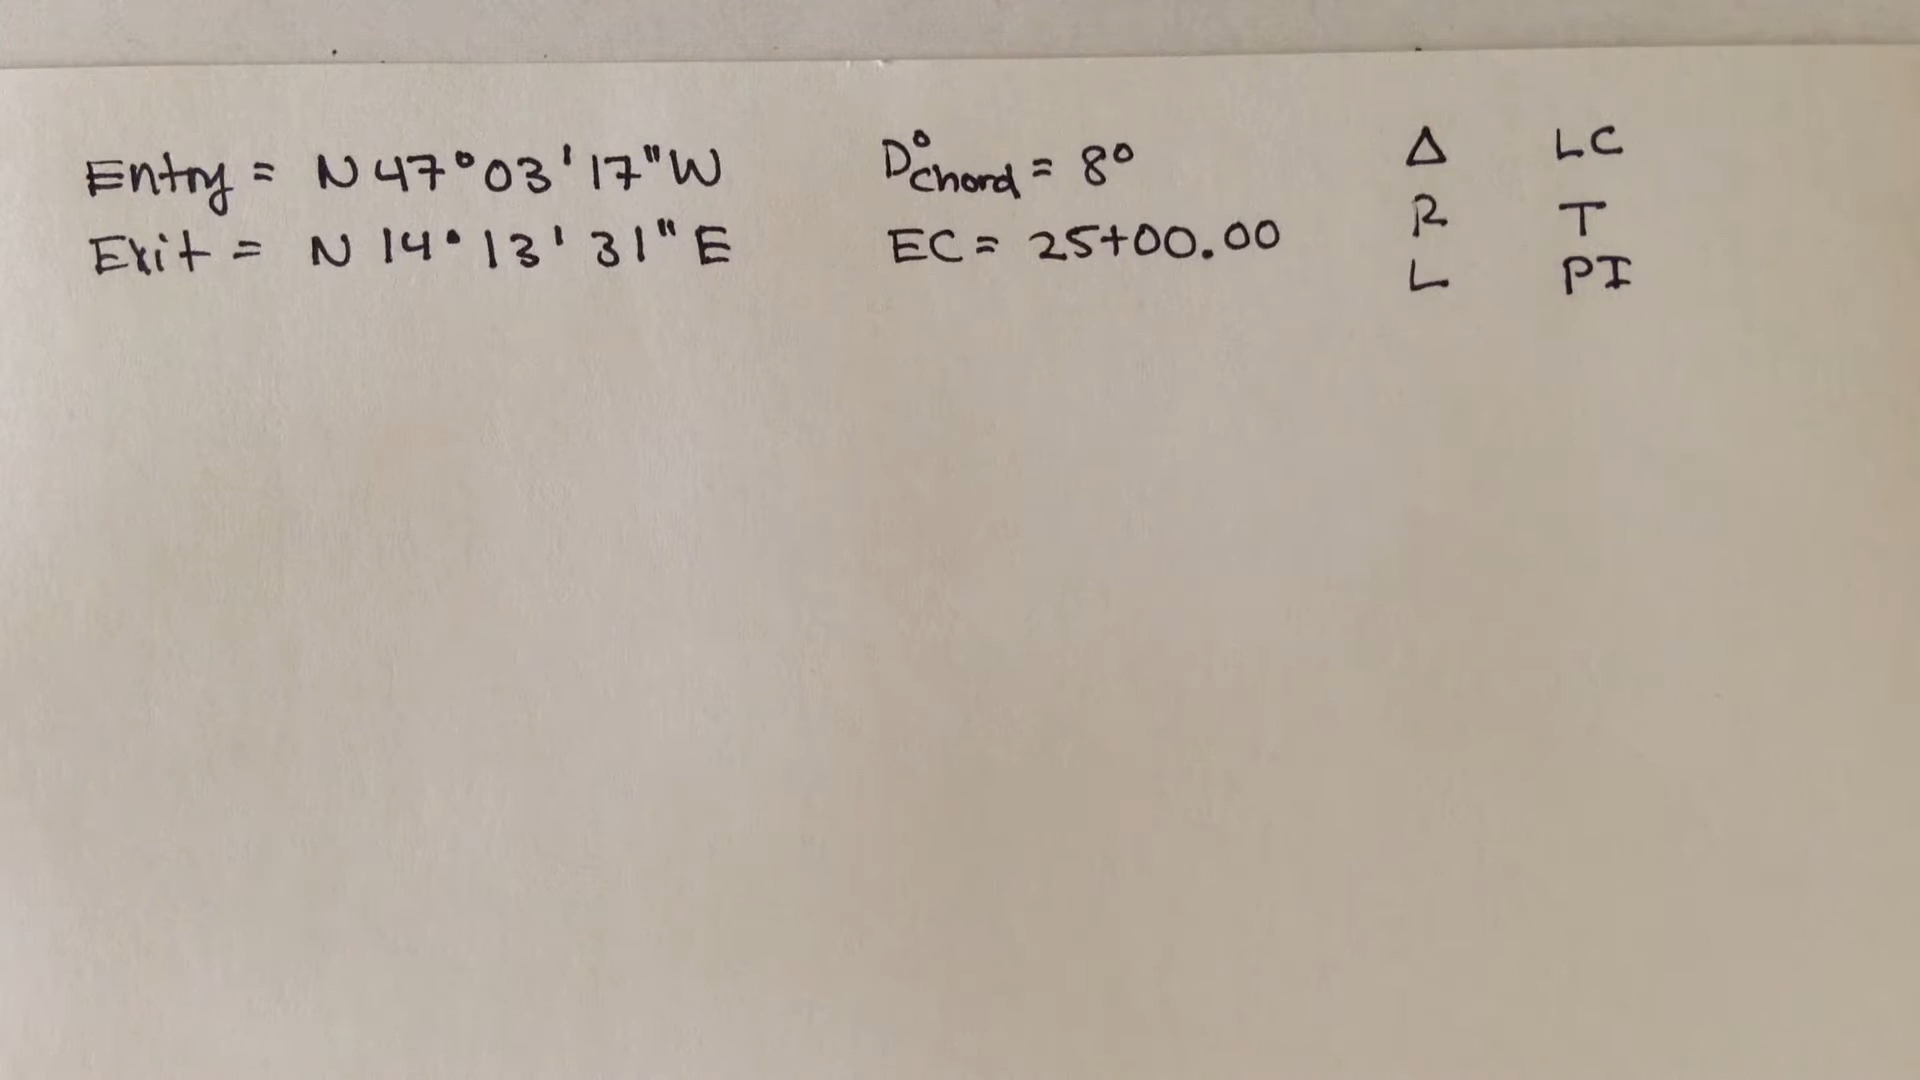 Entry = N 47°03'17"W
Exit = N 14°13'31"E
D°chord = 8°
EC = 25+00.00
Δ LC
R T
L PI